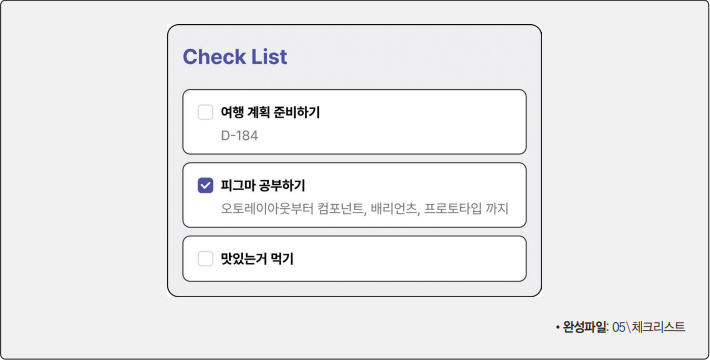 Check List
여행 계획 준비하기
D-184
피그마 공부하기
오토레이아웃부터 컴포넌트, 배리언츠, 프로토타입 까지
맛있는거 먹기
• 완성파일: 05\체크리스트